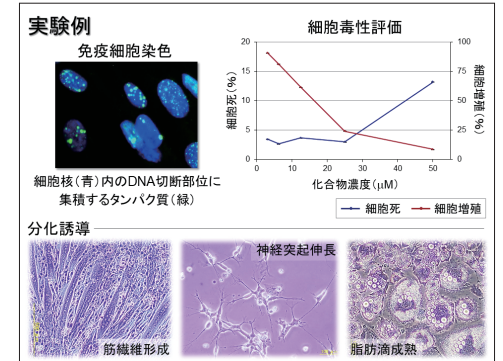 実験例
免疫細胞染色
細胞核（青）内のDNA切断部位に
集積するタンパク質（緑）
細胞毒性評価
細胞死（%）
20
15
10
5
0
細胞増殖（%）
100
75
50
25
0
0 10 20 30 40 50
化合物濃度（μM）
細胞死 細胞増殖
分化誘導
筋繊維形成
神経突起伸長
脂肪滴成熟